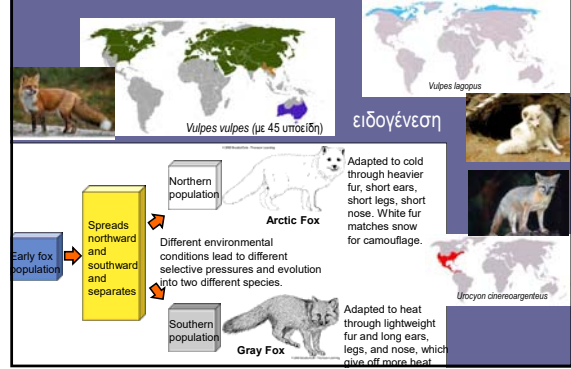 Vulpes vulpes (με 45 υποείδη)
Vulpes lagopus
ειδογένεση
Early fox
population
Spreads
northward
and
southward
and
separates
Northern
population
Arctic Fox
Adapted to cold
through heavier
fur, short ears,
short legs, short
nose. White fur
matches snow
for camouflage.
Different environmental
conditions lead to different
selective pressures and evolution
into two different species.
Southern
population
Gray Fox
Adapted to heat
through lightweight
fur and long ears,
legs, and nose, which
give off more heat
Urocyon cinereoargenteus